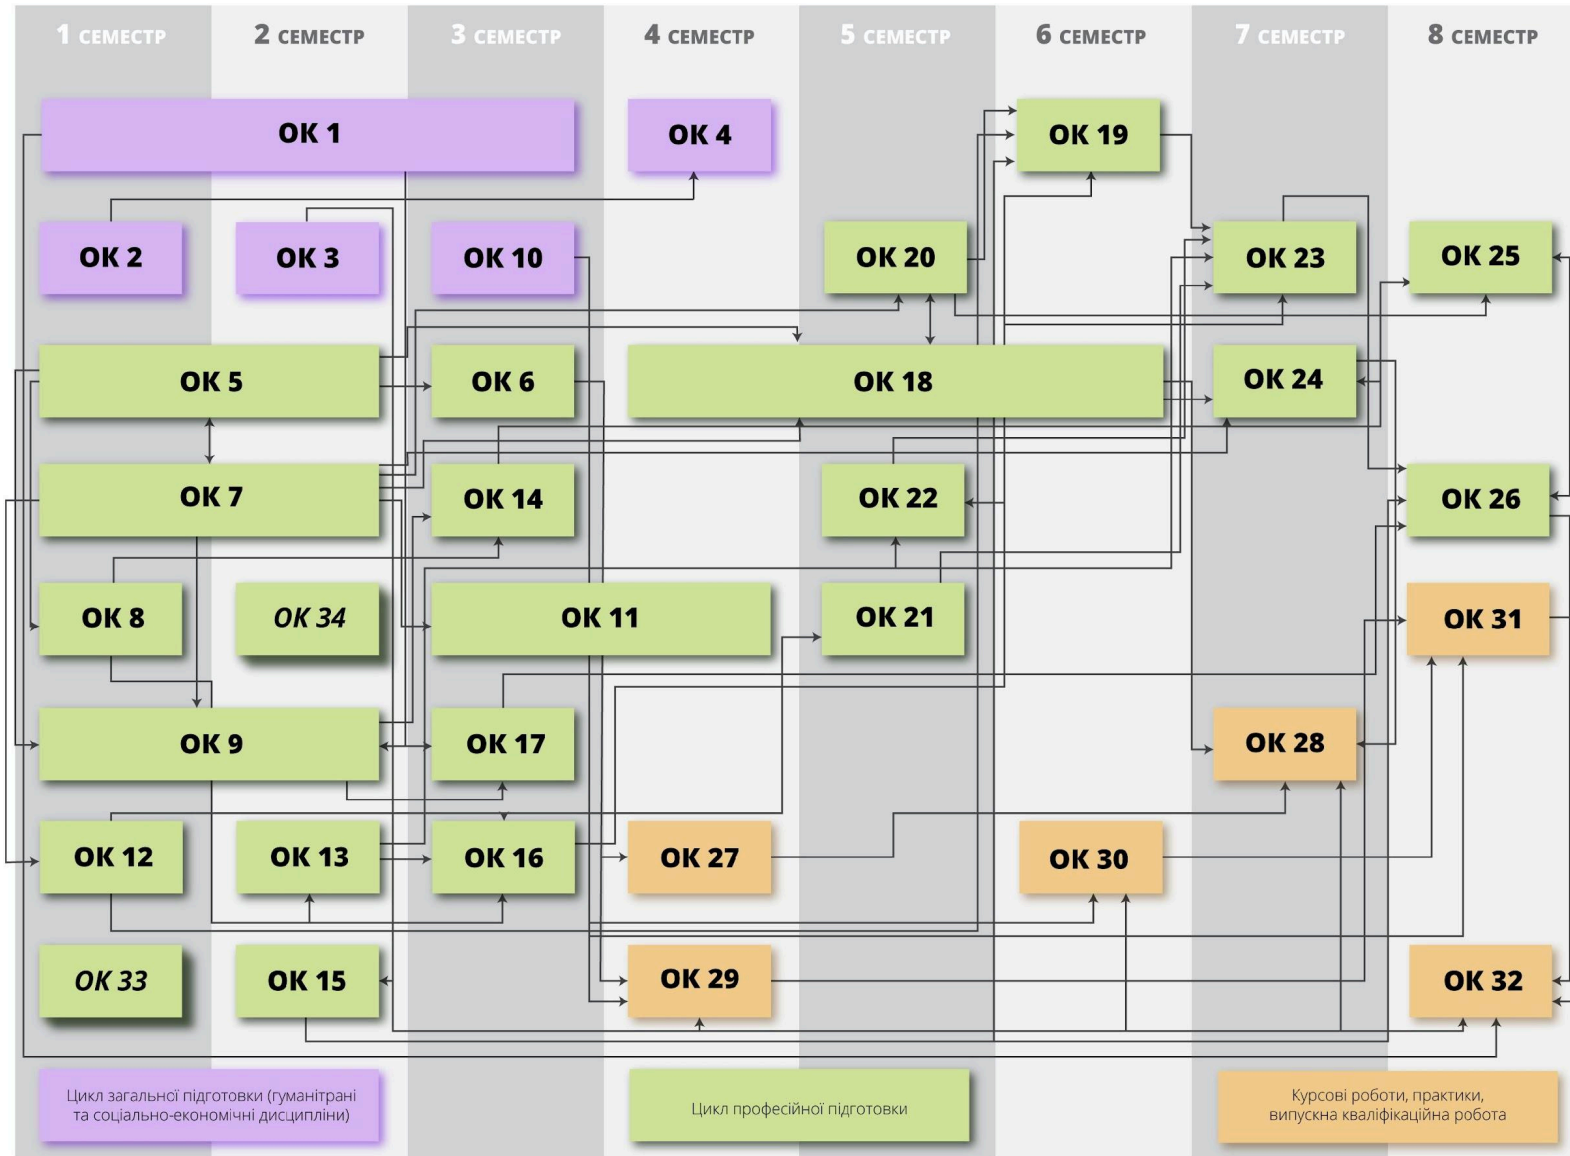 1 СЕМЕСТР
2 СЕМЕСТР
3 СЕМЕСТР
4 СЕМЕСТР
5 СЕМЕСТР
6 СЕМЕСТР
7 СЕМЕСТР
8 СЕМЕСТР
ОК 1
ОК 4
ОК 19
ОК 2
ОК 3
ОК 10
ОК 20
ОК 23
ОК 25
ОК 5
ОК 6
ОК 18
ОК 24
ОК 7
ОК 14
ОК 22
ОК 26
ОК 8
ОК 34
ОК 11
ОК 21
ОК 31
ОК 9
ОК 17
ОК 28
ОК 12
ОК 13
ОК 16
ОК 27
ОК 30
ОК 33
ОК 15
ОК 29
ОК 32
Цикл загальної підготовки (гуманітрані
та соціально-економічні дисципліни)
Цикл професійної підготовки
Курсові роботи, практики,
випускна кваліфікаційна робота